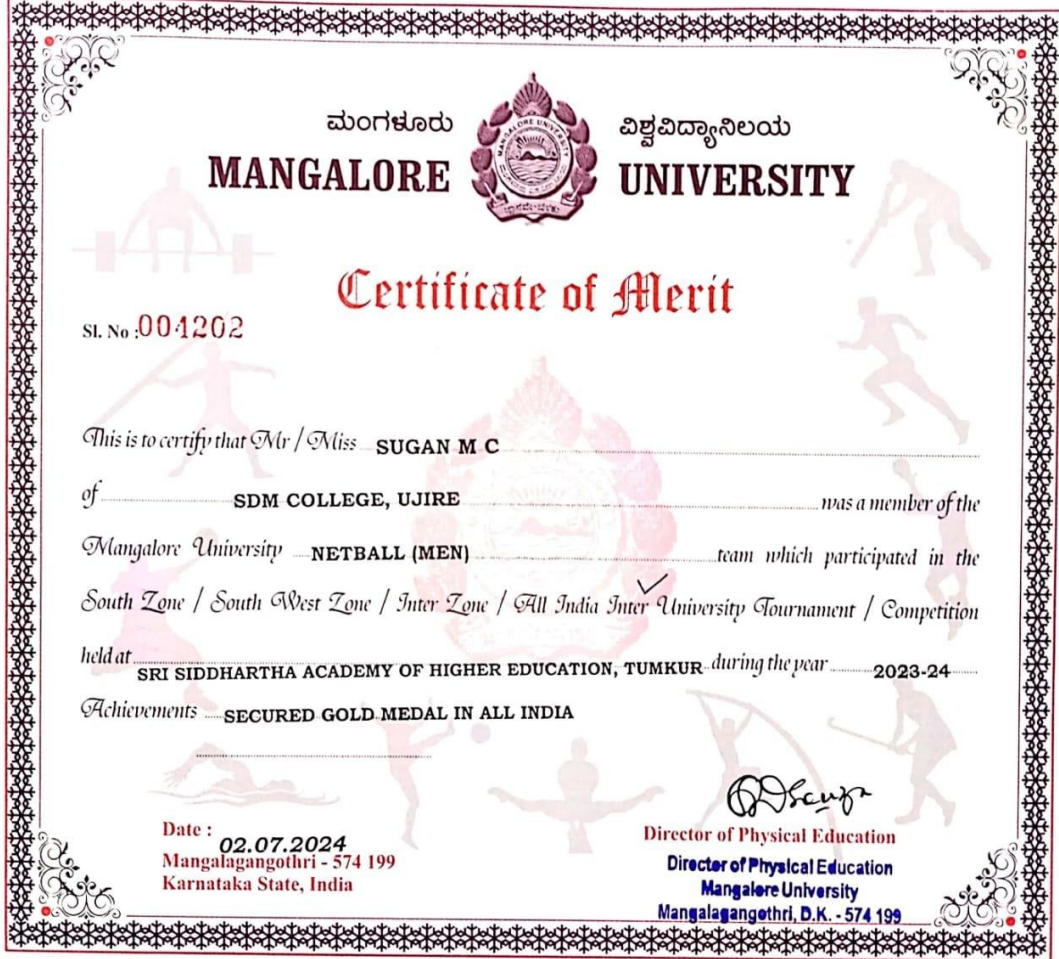 ಮಂಗಳೂರು ವಿಶ್ವವಿದ್ಯಾನಿಲಯ
MANGALORE UNIVERSITY
MANGALORE UNIVERSITY
Certificate of Merit
Sl. No : 004202
This is to certify that Mr / Miss SUGAN M C
of SDM COLLEGE, UJIRE was a member of the
Mangalore University NETBALL (MEN) team which participated in the
South Zone / South West Zone / Inter Zone / All India Inter University Tournament / Competition
held at SRI SIDDHARTHA ACADEMY OF HIGHER EDUCATION, TUMKUR during the year 2023-24
Achievements SECURED GOLD MEDAL IN ALL INDIA
Date : 02.07.2024
Mangalagangothri - 574 199
Karnataka State, India
Director of Physical Education
Director of Physical Education
Mangalore University
Mangalagangothri, D.K. - 574 199